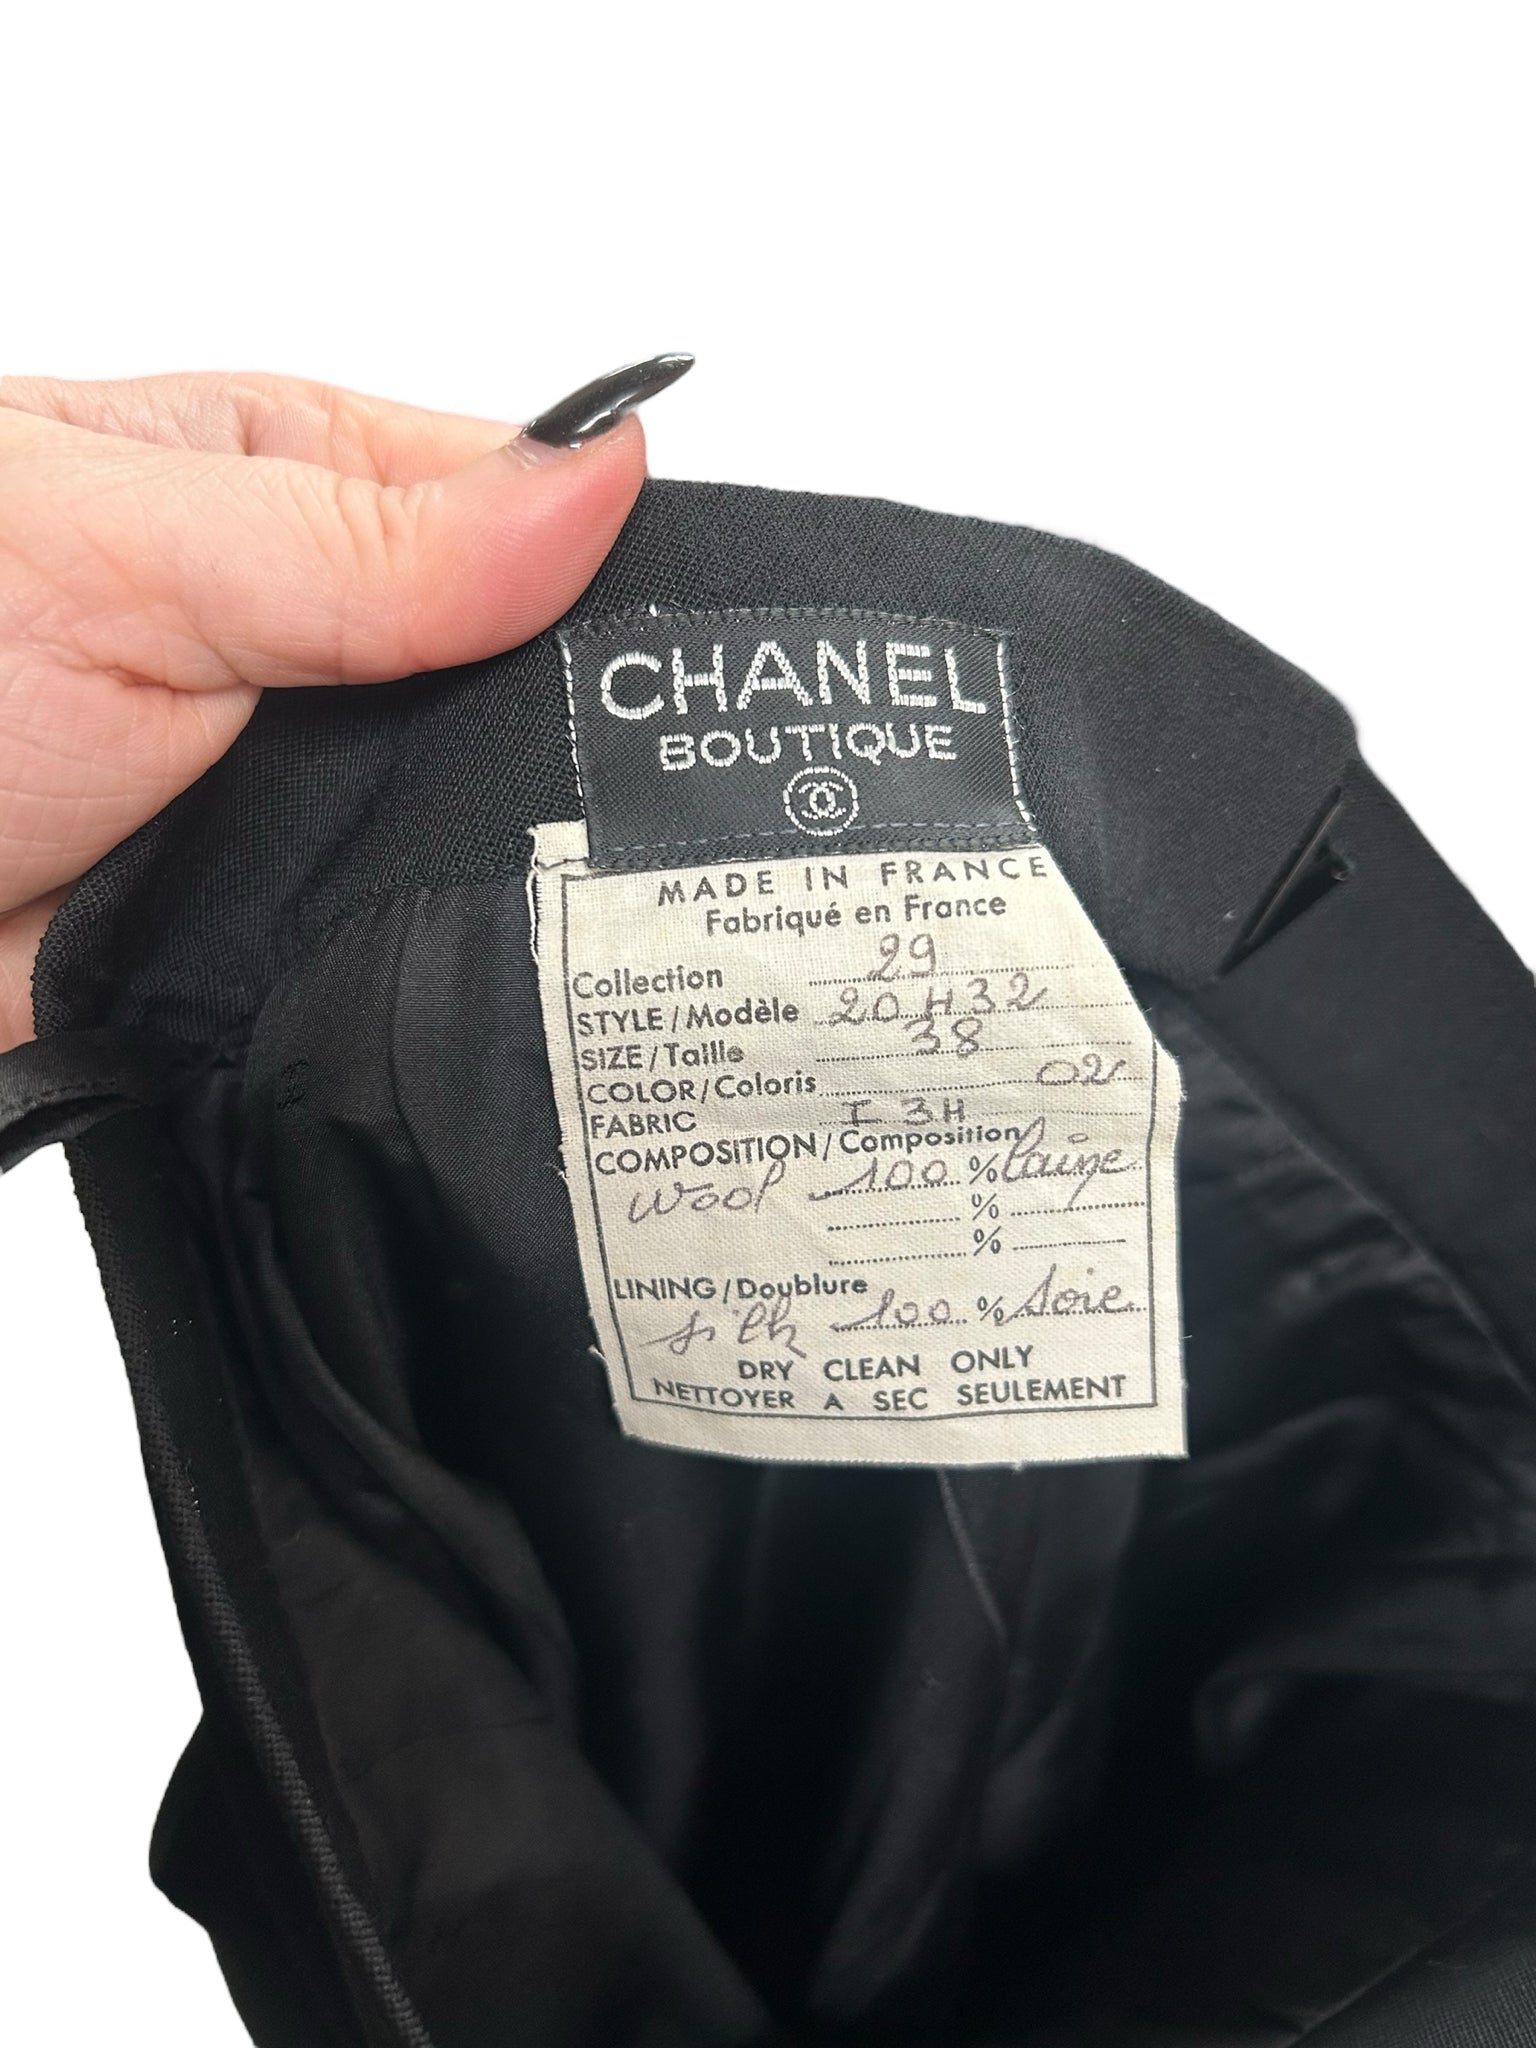 CHANEL
BOUTIQUE
MADE IN FRANCE
Fabriqué en France
Collection 29
STYLE/Modèle 20H32
SIZE/Taille 38
COLOR/Coloris 02
FABRIC I 3H
COMPOSITION/Composition
wool 100 % laine
%
%
LINING/Doublure
silk 100 % soie
DRY CLEAN ONLY
NETTOYER A SEC SEULEMENT